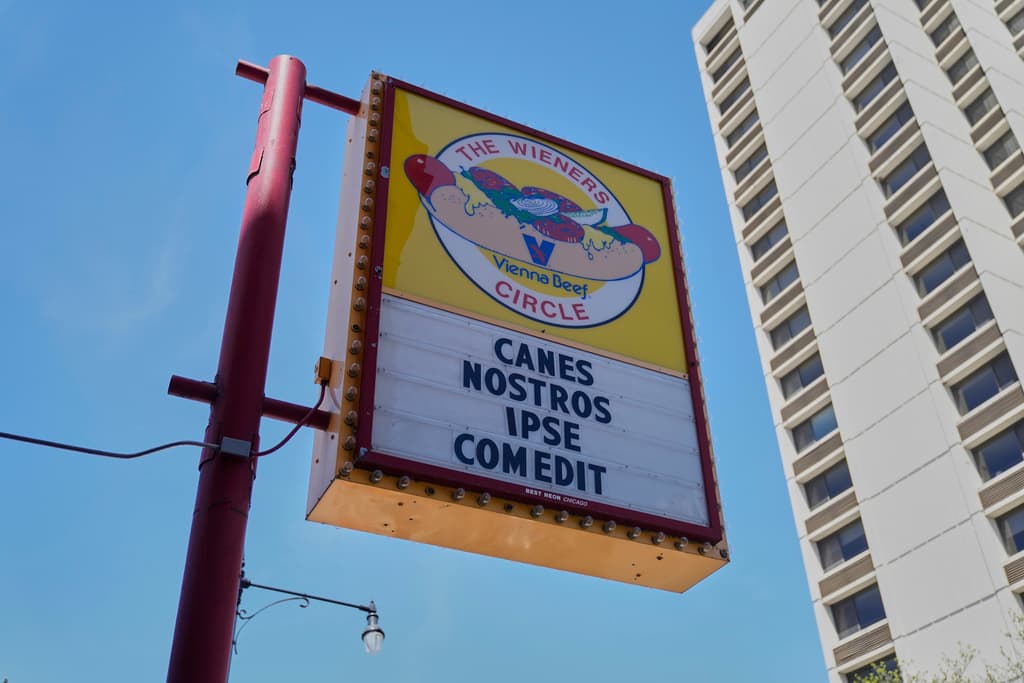 THE WIENERS
V
Vienna Beef
CIRCLE
CANES
NOSTROS
IPSE
COMEDIT
BEST NEON CHICAGO